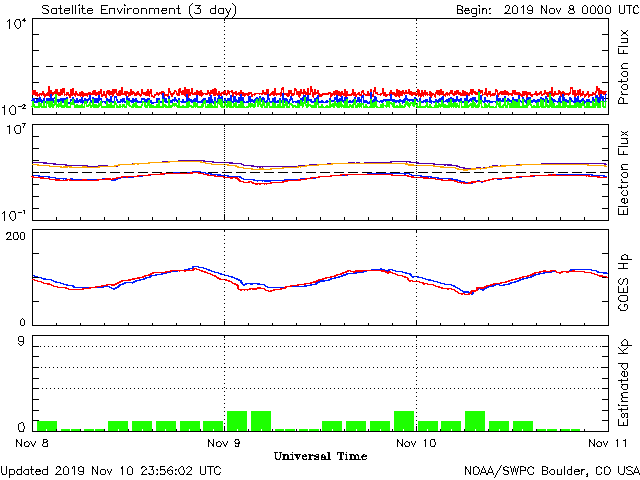 Satellite Environment (3 day) Begin: 2019 Nov 8 0000 UTC
10⁴
10⁻²
Proton Flux
10⁷
10⁻¹
Electron Flux
200
0
GOES Hp
9
0
Estimated Kp
Nov 8 Nov 9 Nov 10 Nov 11
Universal Time
Updated 2019 Nov 10 23:56:02 UTC NOAA/SWPC Boulder, CO USA